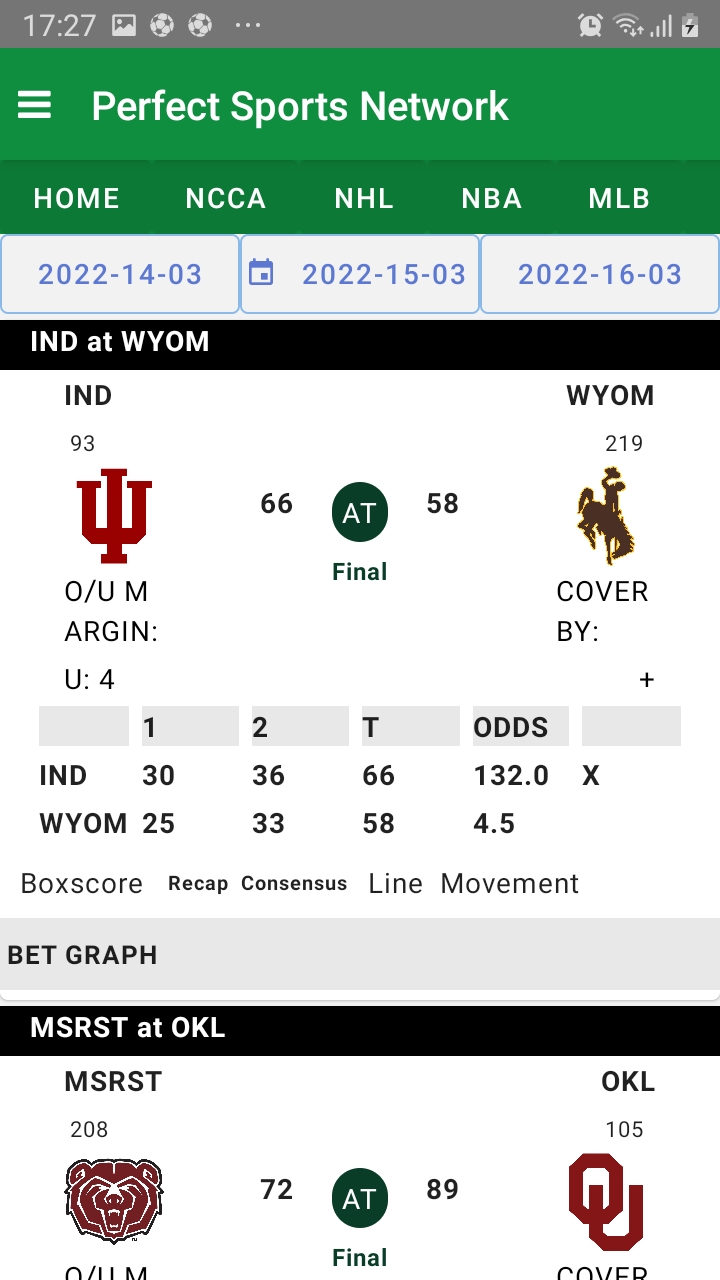 17:27
Perfect Sports Network
HOME NCCA NHL NBA MLB
2022-14-03 2022-15-03 2022-16-03
IND at WYOM
IND WYOM
93 219
66 AT 58
Final
O/U M COVER
ARGIN: BY:
U: 4 +
1 2 T ODDS
IND 30 36 66 132.0 X
WYOM 25 33 58 4.5
Boxscore Recap Consensus Line Movement
BET GRAPH
MSRST at OKL
MSRST OKL
208 105
72 AT 89
Final
O/U M COVER